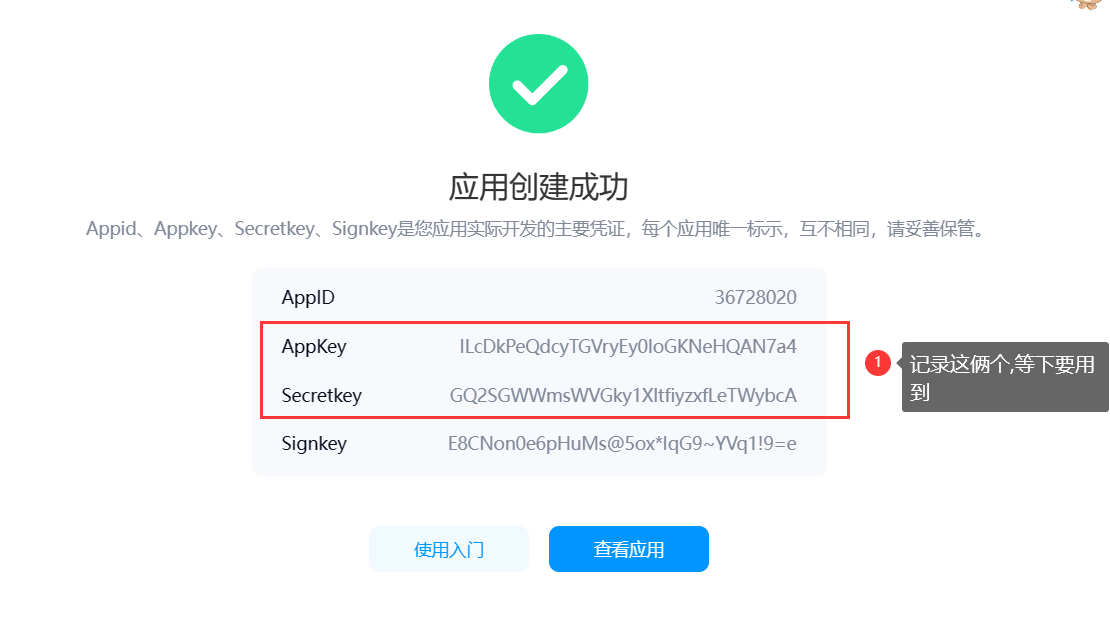 应用创建成功
Appid、Appkey、Secretkey、Signkey是您应用实际开发的主要凭证，每个应用唯一标示，互不相同，请妥善保管。
AppID 36728020
AppKey ILcDkPeQdcyTGVryEy0IoGKNeHQAN7a4
Secretkey GQ2SGWWmsWVGky1XItfiyzxfLeTWybcA
Signkey E8CNon0e6pHuMs@5ox*lqG9~YVq1!9=e
1
记录这俩个,等下要用
到
使用入门 查看应用